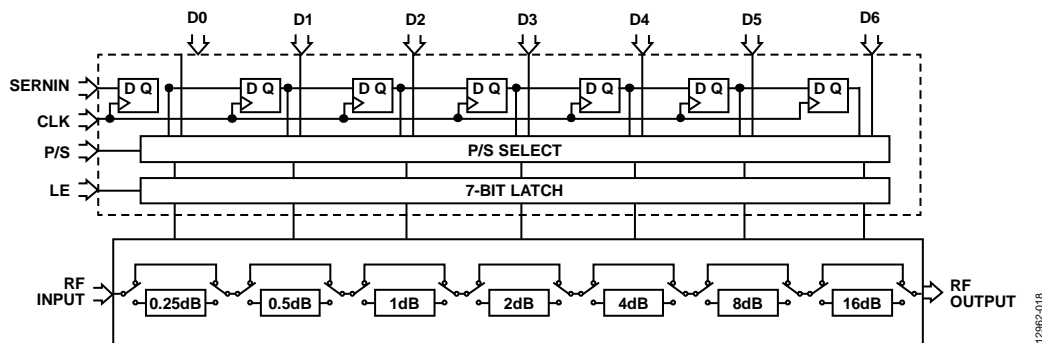 D0 D1 D2 D3 D4 D5 D6
SERNIN D Q D Q D Q D Q D Q D Q D Q
CLK
P/S P/S SELECT
LE 7-BIT LATCH
RF
INPUT
0.25dB 0.5dB 1dB 2dB 4dB 8dB 16dB
RF
OUTPUT
12962-018